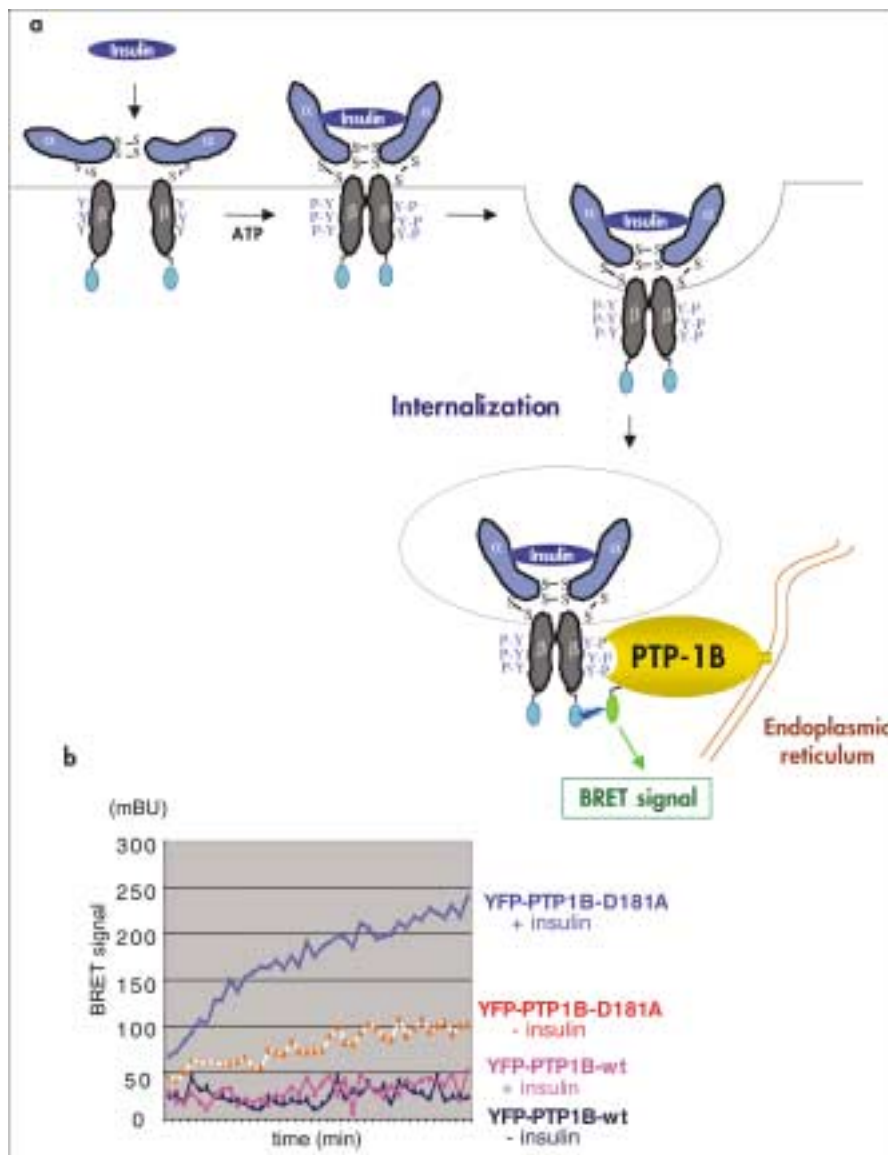 a
Insulin
α α
S S
S S
S S S S
β β
Y Y
Y Y
Y Y
ATP
α Insulin α
S S
S S
S S S S
P-Y β β Y-P
P-Y Y-P
P-Y Y-P
α Insulin α
S S
S S
S S S S
P-Y β β Y-P
P-Y Y-P
P-Y Y-P
Internalization
α Insulin α
S S
S S
S S S S
P-Y β β Y-P
P-Y Y-P
P-Y Y-P
PTP-1B
Endoplasmic
reticulum
BRET signal
b
(mBU)
300
250
200
150
100
50
0
BRET signal
time (min)
YFP-PTP1B-D181A
+ insulin
YFP-PTP1B-D181A
- insulin
YFP-PTP1B-wt
+ insulin
YFP-PTP1B-wt
- insulin